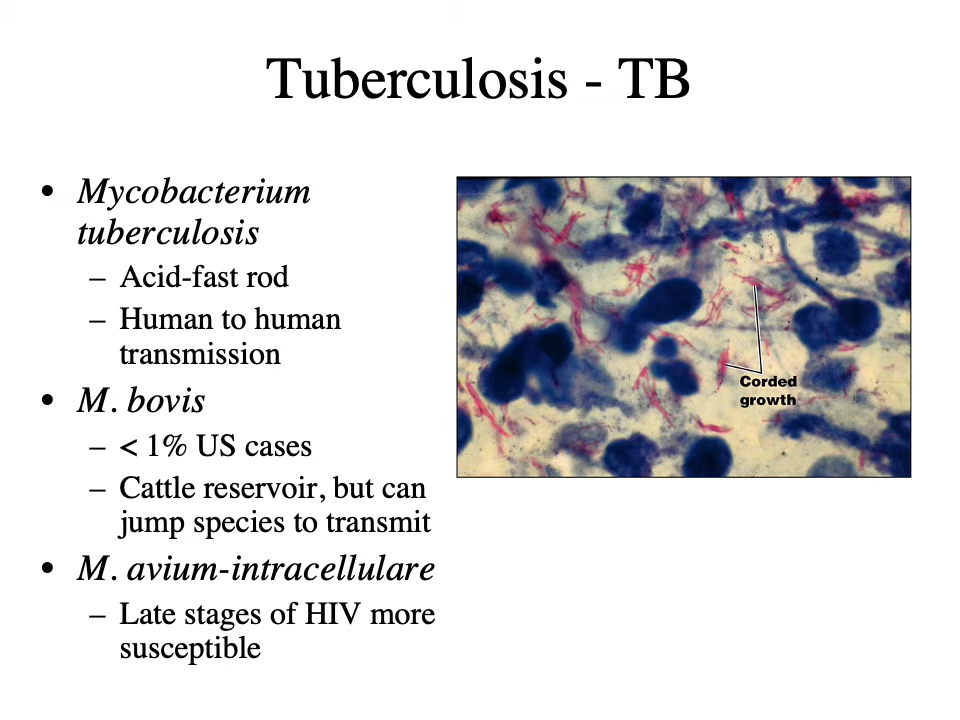 Tuberculosis - TB
• Mycobacterium
tuberculosis
– Acid-fast rod
– Human to human
transmission
• M. bovis
– < 1% US cases
– Cattle reservoir, but can
jump species to transmit
• M. avium-intracellulare
– Late stages of HIV more
susceptible
Corded
growth